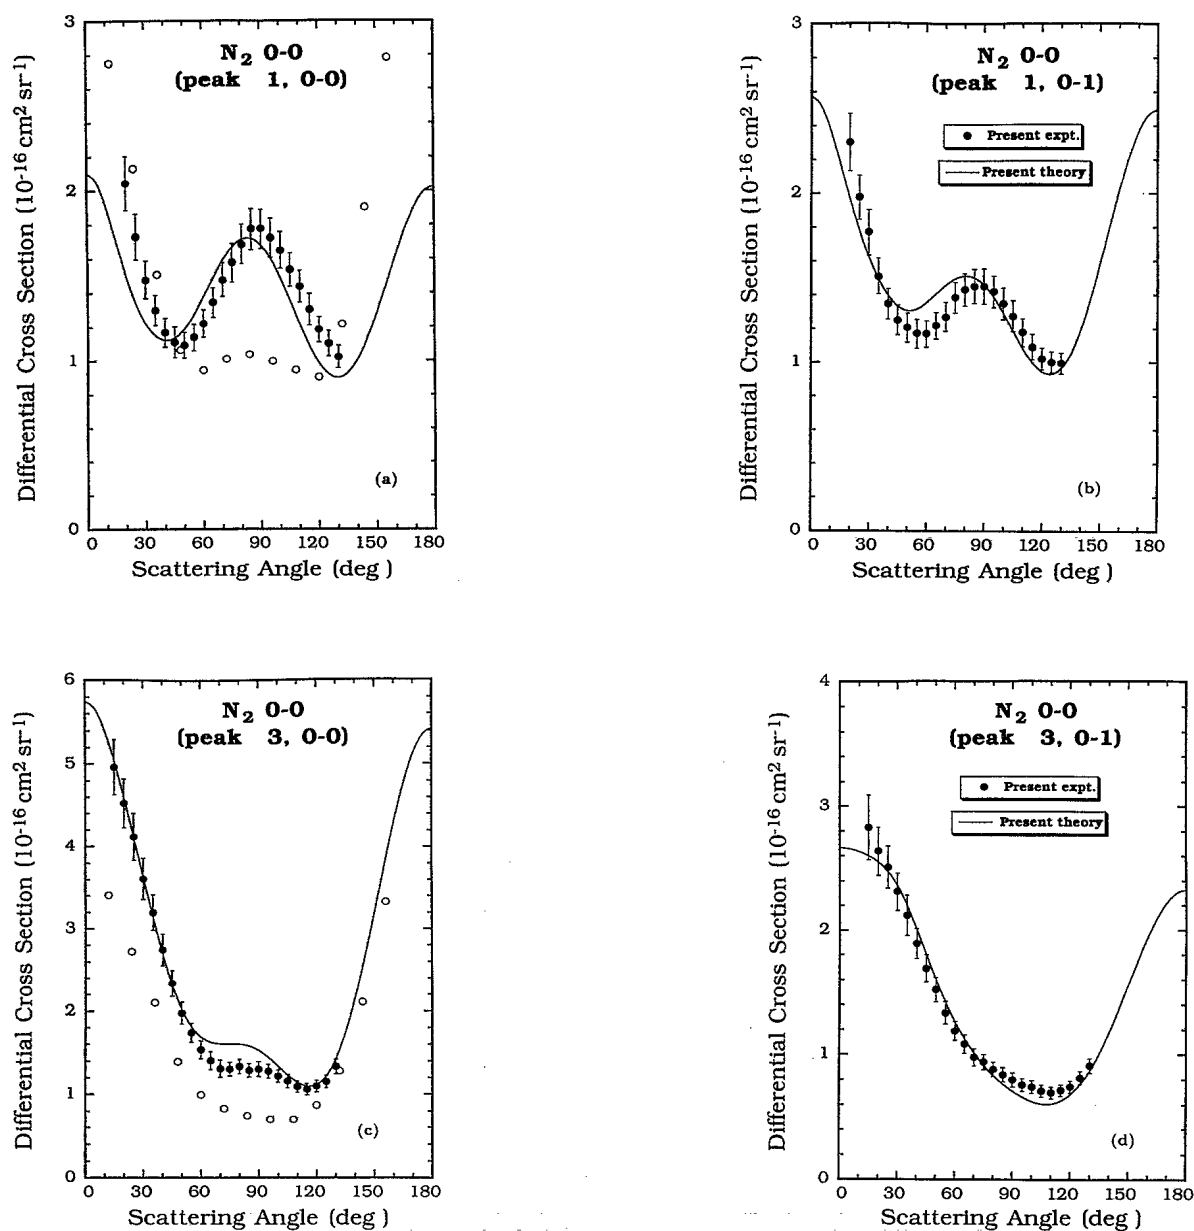 N2 0-0
(peak 1, 0-0)
Differential Cross Section (10-16 cm2 sr-1)
3
2
1
0
(a)
0 30 60 90 120 150 180
Scattering Angle (deg )
N2 0-0
(peak 1, 0-1)
Present expt.
Present theory
Differential Cross Section (10-16 cm2 sr-1)
3
2
1
0
(b)
0 30 60 90 120 150 180
Scattering Angle (deg )
N2 0-0
(peak 3, 0-0)
Differential Cross Section (10-16 cm2 sr-1)
6
5
4
3
2
1
0
(c)
0 30 60 90 120 150 180
Scattering Angle (deg )
N2 0-0
(peak 3, 0-1)
Present expt.
Present theory
Differential Cross Section (10-16 cm2 sr-1)
4
3
2
1
0
(d)
0 30 60 90 120 150 180
Scattering Angle (deg )